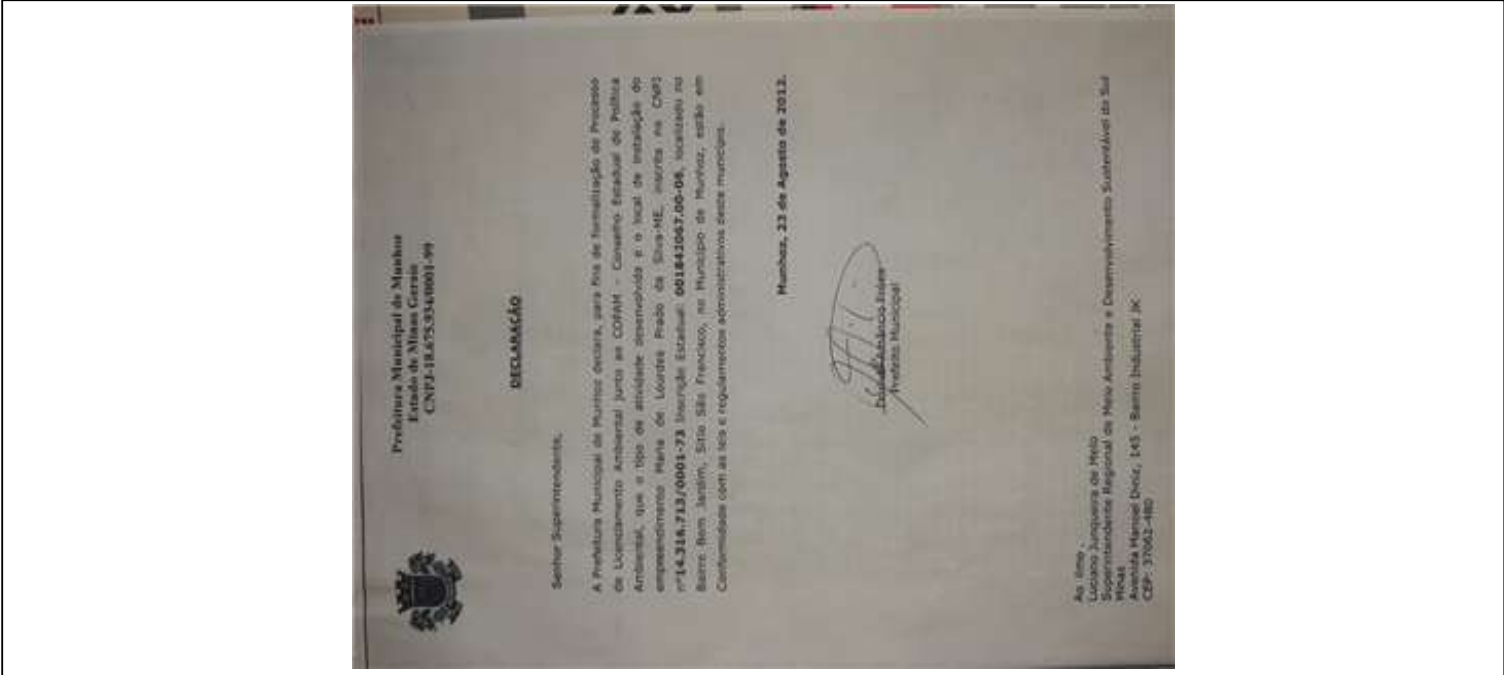 Prefeitura Municipal de Munhoz
Estado de Minas Gerais
CNPJ-18.675.934/0001-99
DECLARAÇÃO
Senhor Superintendente,
A Prefeitura Municipal de Munhoz declara, para fins de formalização de Processo
de Licenciamento Ambiental junto ao COPAM – Conselho Estadual de Política
Ambiental, que o tipo de atividade desenvolvida e o local de instalação do
empreendimento Maria de Lourdes Prado da Silva-ME, inscrita no CNPJ
nº14.316.713/0001-73 Inscrição Estadual: 001842067.00-08, localizado no
Bairro Bom Jardim, Sítio São Francisco, no Município de Munhoz, estão em
Conformidade com as leis e regulamentos administrativos deste município.
Munhoz, 23 de Agosto de 2012.
Prefeito Municipal
Ao Ilmo.
Luciano Junqueira de Melo
Superintendente Regional de Meio Ambiente e Desenvolvimento Sustentável do Sul
Minas
Avenida Manoel Diniz, 145 - Bairro Industrial JK
CEP: 37062-480